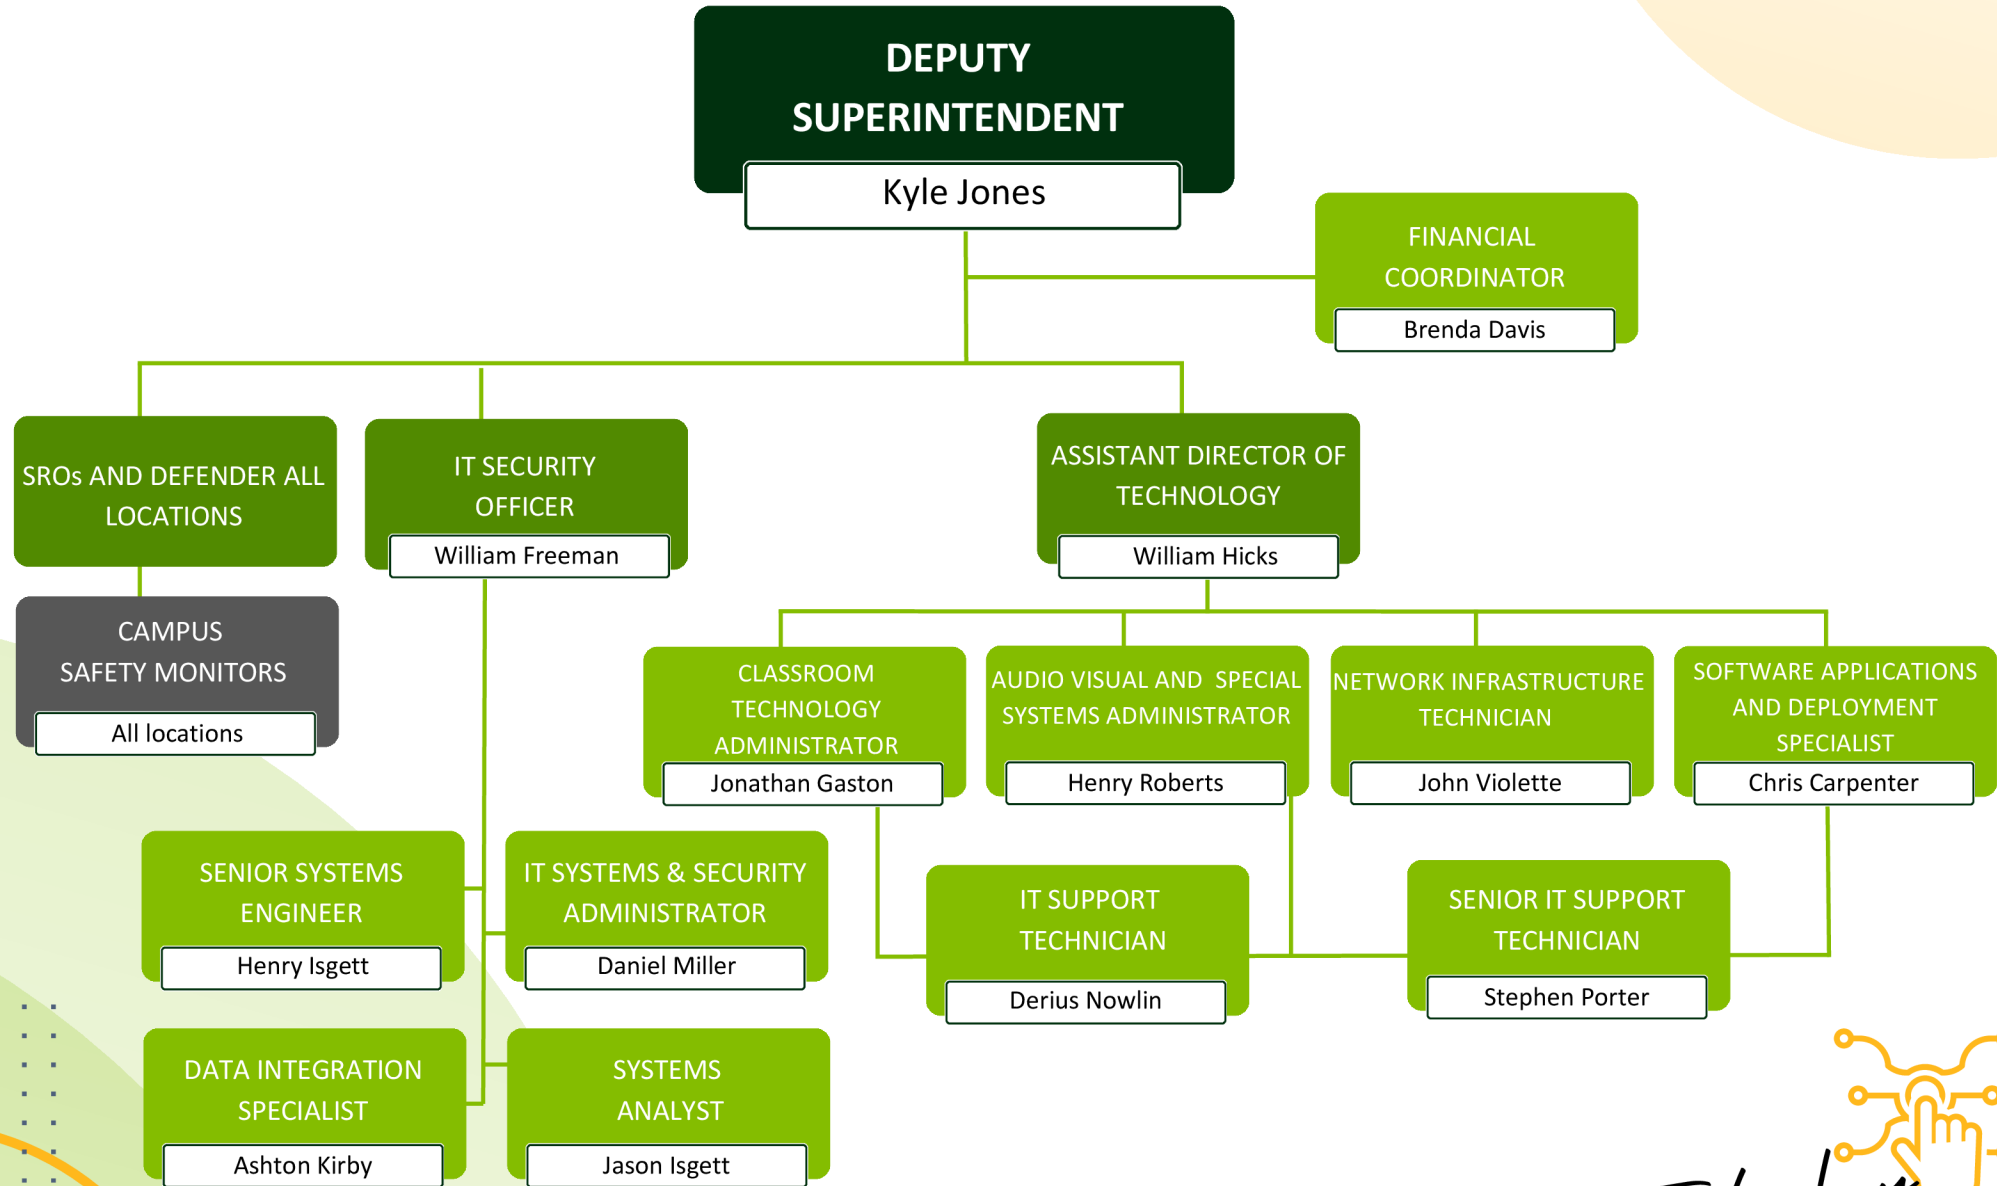 DEPUTY
SUPERINTENDENT
Kyle Jones
FINANCIAL
COORDINATOR
Brenda Davis
SROs AND DEFENDER ALL
LOCATIONS
IT SECURITY
OFFICER
William Freeman
ASSISTANT DIRECTOR OF
TECHNOLOGY
William Hicks
CAMPUS
SAFETY MONITORS
All locations
CLASSROOM
TECHNOLOGY
ADMINISTRATOR
Jonathan Gaston
AUDIO VISUAL AND SPECIAL
SYSTEMS ADMINISTRATOR
Henry Roberts
NETWORK INFRASTRUCTURE
TECHNICIAN
John Violette
SOFTWARE APPLICATIONS
AND DEPLOYMENT
SPECIALIST
Chris Carpenter
SENIOR SYSTEMS
ENGINEER
Henry Isgett
IT SYSTEMS & SECURITY
ADMINISTRATOR
Daniel Miller
IT SUPPORT
TECHNICIAN
Derius Nowlin
SENIOR IT SUPPORT
TECHNICIAN
Stephen Porter
DATA INTEGRATION
SPECIALIST
Ashton Kirby
SYSTEMS
ANALYST
Jason Isgett